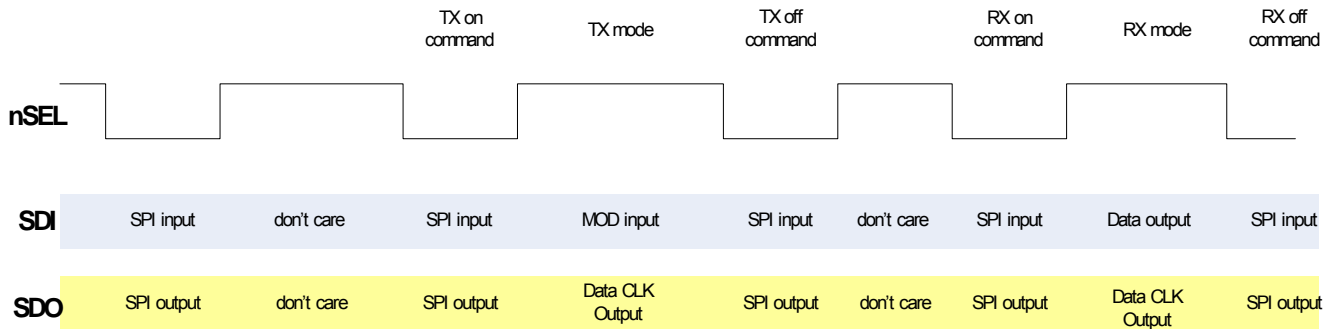 TX on
command
TX mode
TX off
command
RX on
command
RX mode
RX off
command
nSEL
SDI
SPI input
don't care
SPI input
MOD input
SPI input
don't care
SPI input
Data output
SPI input
SDO
SPI output
don't care
SPI output
Data CLK
Output
SPI output
don't care
SPI output
Data CLK
Output
SPI output